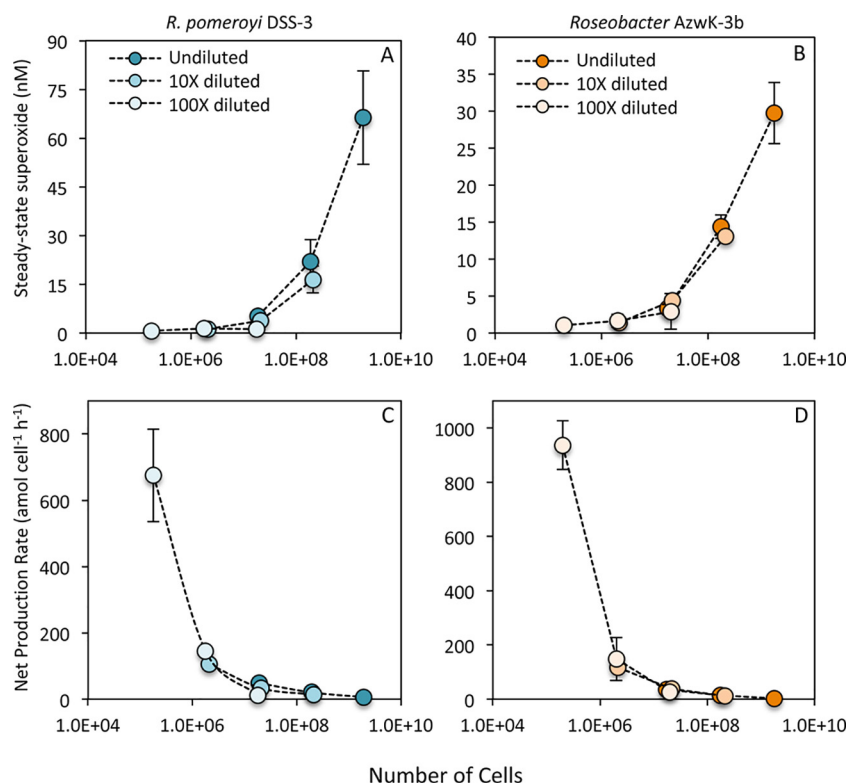 R. pomeroyi DSS-3
Roseobacter AzwK-3b
Steady-state superoxide (nM)
90
75
60
45
30
15
0
A
Undiluted
10X diluted
100X diluted
1.0E+04 1.0E+06 1.0E+08 1.0E+10
40
35
30
25
20
15
10
5
0
B
Undiluted
10X diluted
100X diluted
1.0E+04 1.0E+06 1.0E+08 1.0E+10
Net Production Rate (amol cell-1 h-1)
800
600
400
200
0
C
1.0E+04 1.0E+06 1.0E+08 1.0E+10
1000
800
600
400
200
0
D
1.0E+04 1.0E+06 1.0E+08 1.0E+10
Number of Cells